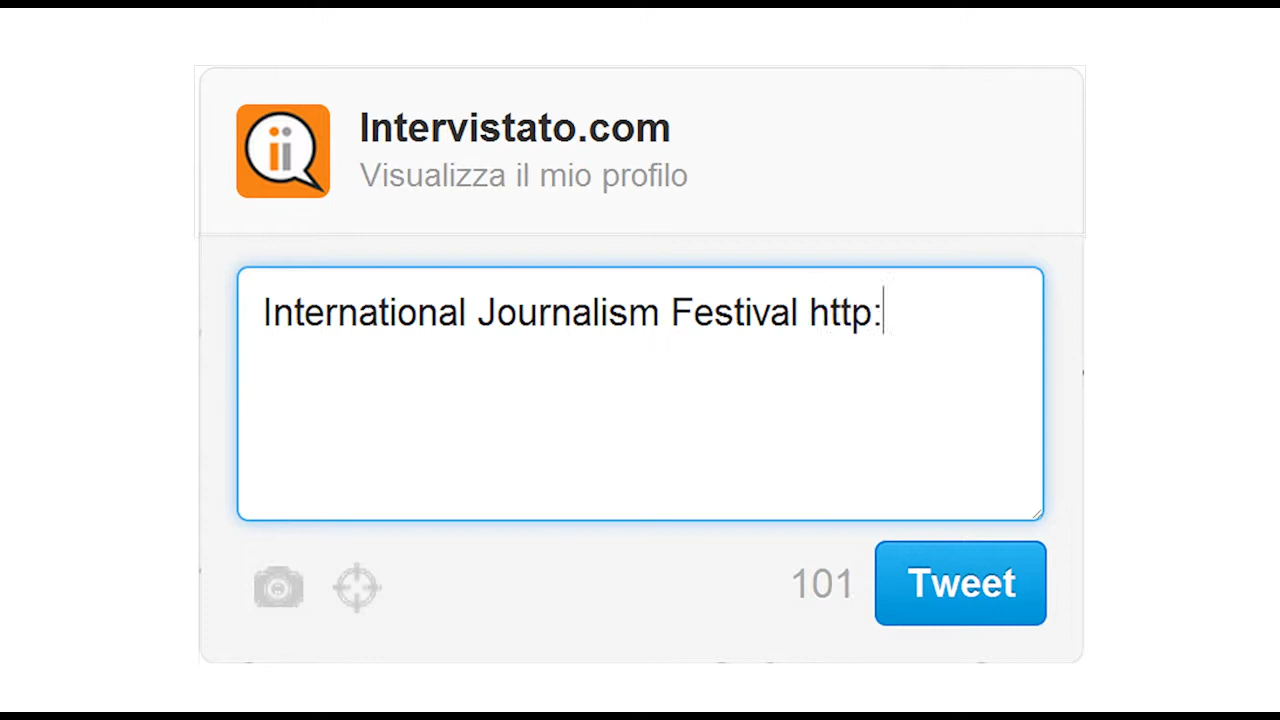 Intervistato.com
Visualizza il mio profilo
International Journalism Festival http:
101 Tweet